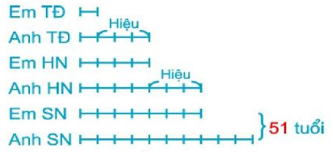 Em TĐ
Hiệu
Anh TĐ
Em HN
Hiệu
Anh HN
Em SN
51 tuổi
Anh SN